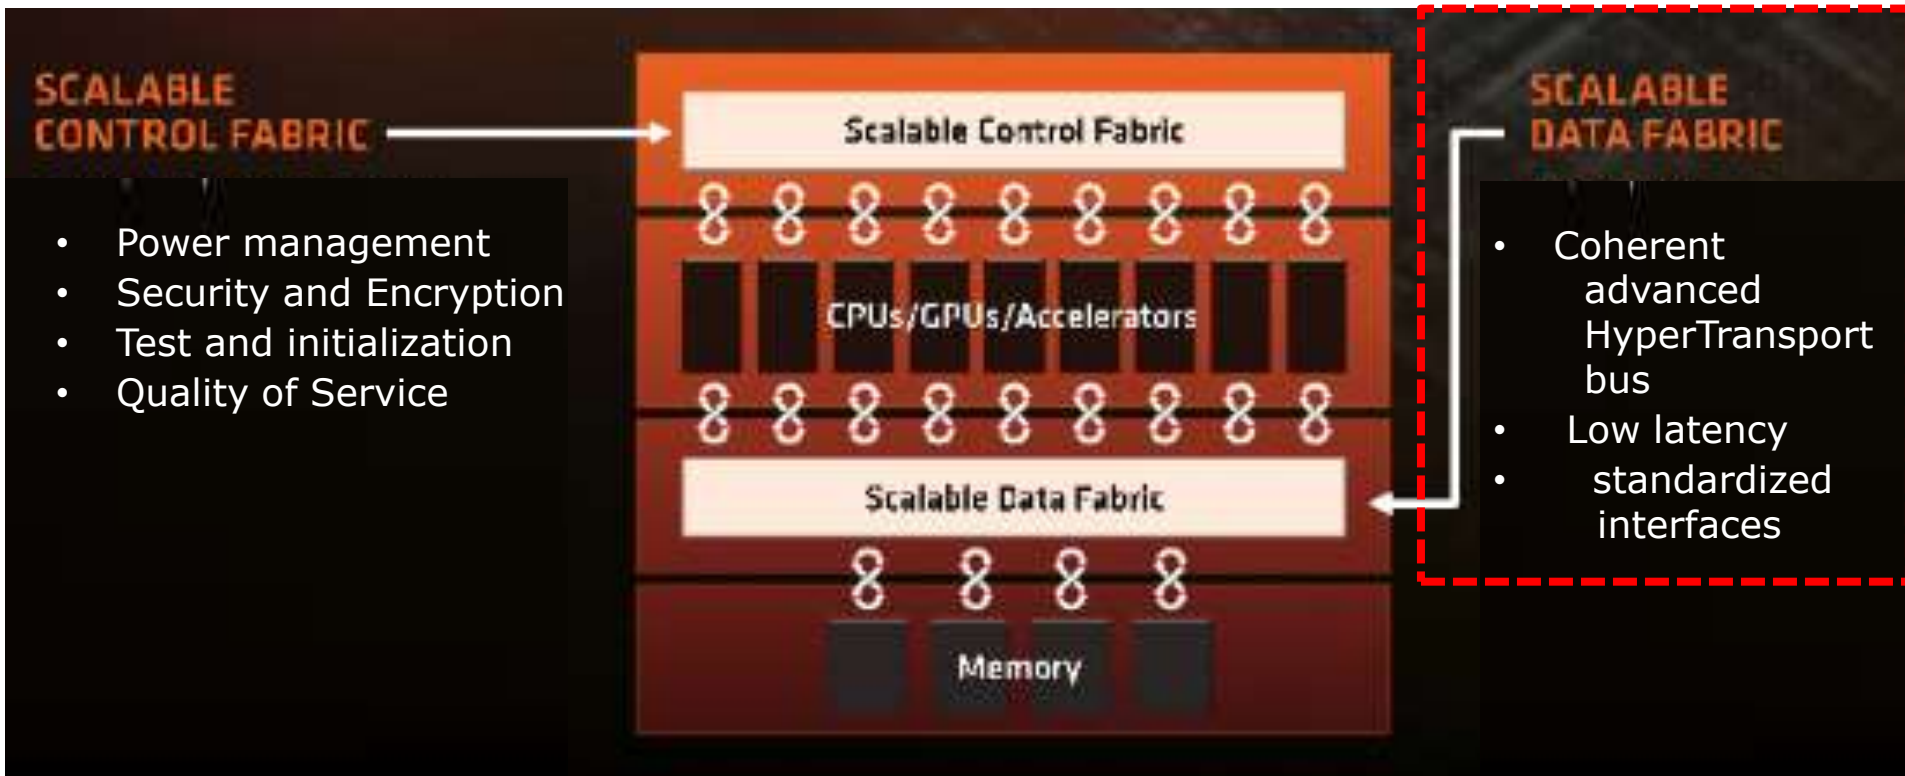 SCALABLE
CONTROL FABRIC
• Power management
• Security and Encryption
• Test and initialization
• Quality of Service
Scalable Control Fabric
CPUs/GPUs/Accelerators
Scalable Data Fabric
Memory
SCALABLE
DATA FABRIC
• Coherent
advanced
HyperTransport
bus
• Low latency
• standardized
interfaces